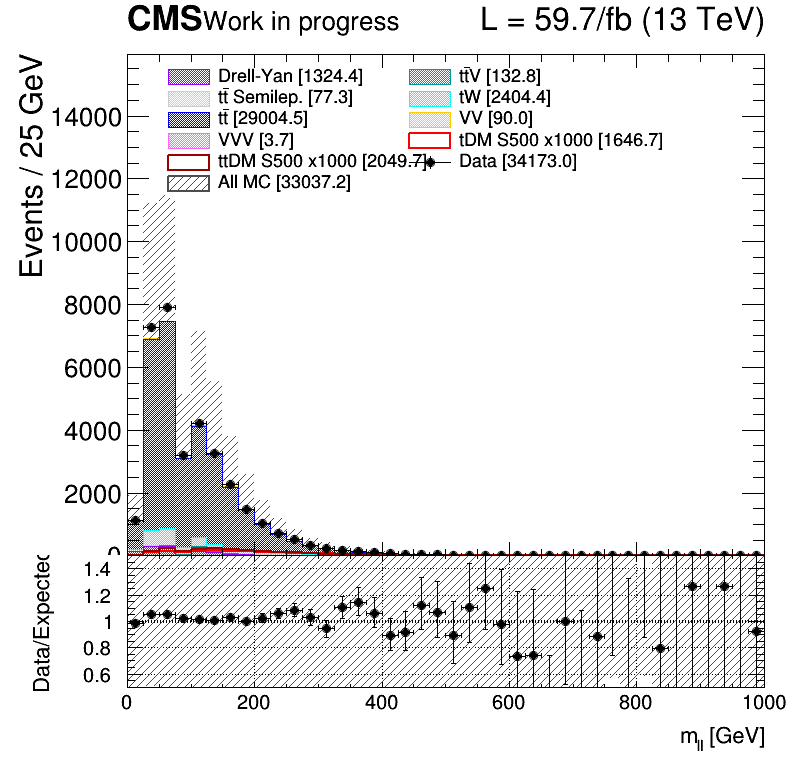 CMS Work in progress L = 59.7/fb (13 TeV)
Drell-Yan [1324.4] tt̄V [132.8]
tt̄ Semilep. [77.3] tW [2404.4]
tt̄ [29004.5] VV [90.0]
VVV [3.7] tDM S500 x1000 [1646.7]
ttDM S500 x1000 [2049.7] Data [34173.0]
All MC [33037.2]
Events / 25 GeV
14000
12000
10000
8000
6000
4000
2000
0
Data/Expected
1.4
1.2
1
0.8
0.6
0 200 400 600 800 1000
m_ll [GeV]